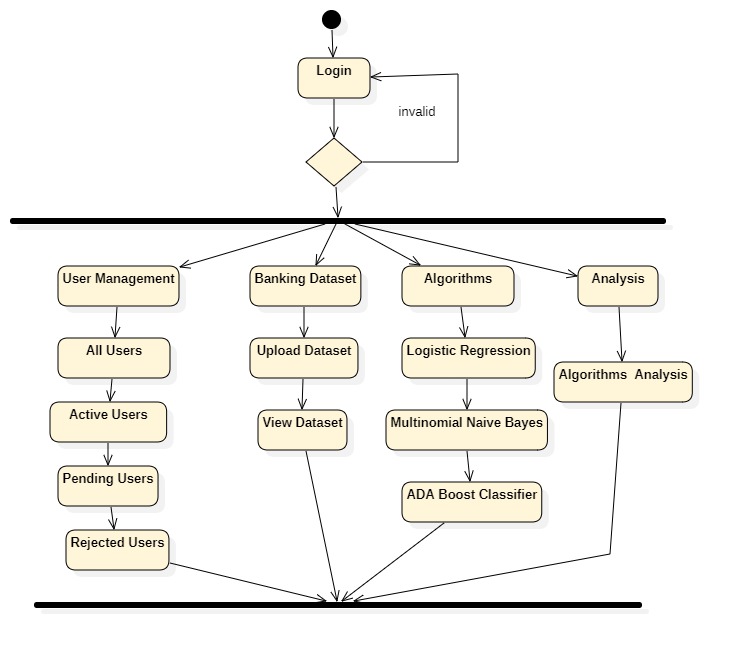 Login
invalid
User Management
Banking Dataset
Algorithms
Analysis
All Users
Upload Dataset
Logistic Regression
Algorithms  Analysis
Active Users
View Dataset
Multinomial Naive Bayes
Pending Users
ADA Boost Classifier
Rejected Users